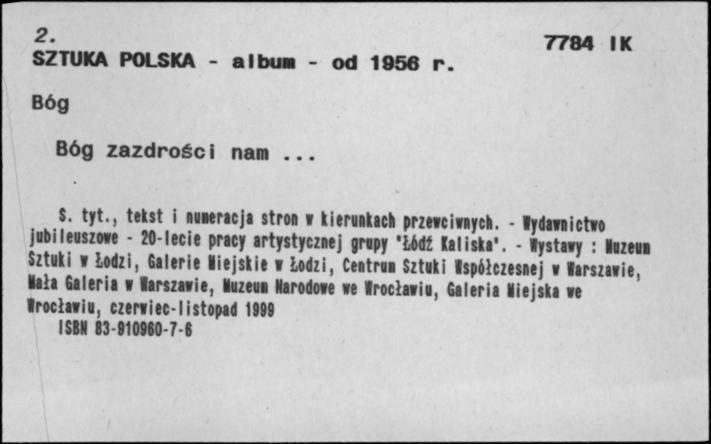 2.
7784 IK
SZTUKA POLSKA - album - od 1956 r.
Bóg
Bóg zazdrości nam ...
S. tyt., tekst i numeracja stron w kierunkach przewciwnych. - Wydawnictwo
jubileuszowe - 20-lecie pracy artystycznej grupy "Łódź Kaliska". - Wystawy : Muzeum
Sztuki w Łodzi, Galerie Miejskie w Łodzi, Centrum Sztuki Współczesnej w Warszawie,
Mała Galeria w Warszawie, Muzeum Narodowe we Wrocławiu, Galeria Miejska we
Wrocławiu, czerwiec-listopad 1999
ISBN 83-910960-7-6